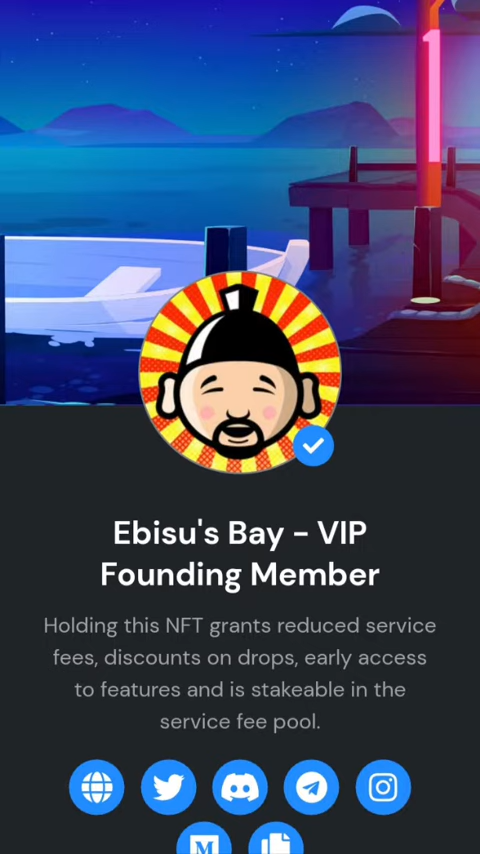 1
Ebisu's Bay - VIP
Founding Member
Holding this NFT grants reduced service
fees, discounts on drops, early access
to features and is stakeable in the
service fee pool.
M